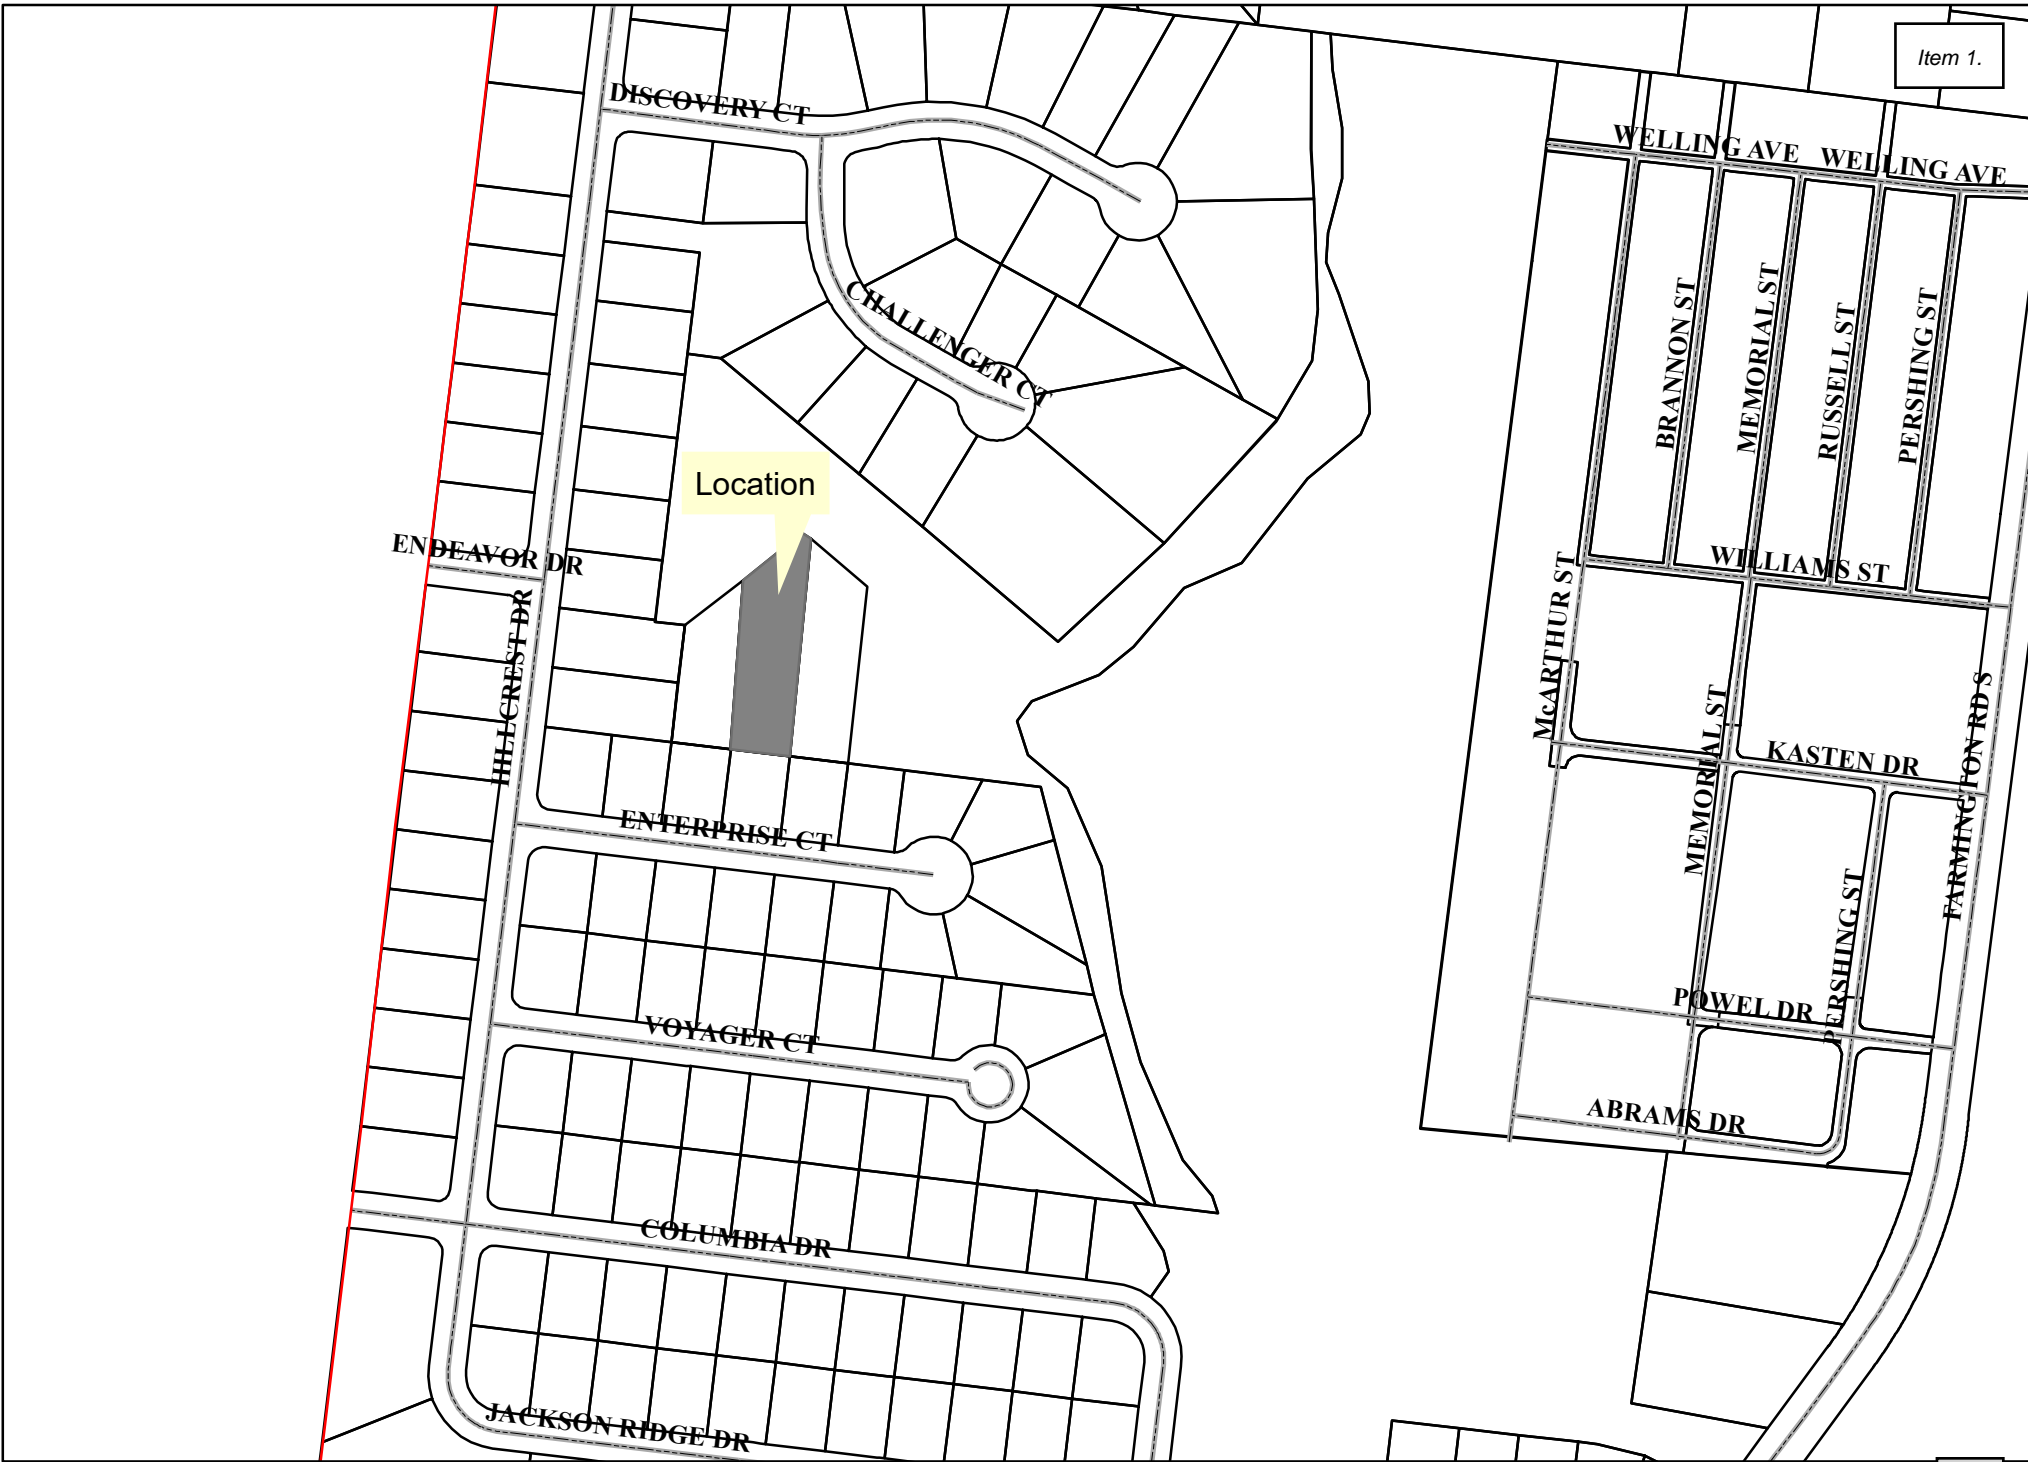 Item 1.
DISCOVERY CT
WELLING AVE
WELLING AVE
CHALLENGER CT
BRANNON ST
MEMORIAL ST
RUSSELL ST
PERSHING ST
Location
ENDEAVOR DR
WILLIAMS ST
HILLCREST DR
McARTHUR ST
MEMORIAL ST
KASTEN DR
FARMINGTON RD S
ENTERPRISE CT
PERSHING ST
VOYAGER CT
POWEL DR
ABRAMS DR
COLUMBIA DR
JACKSON RIDGE DR